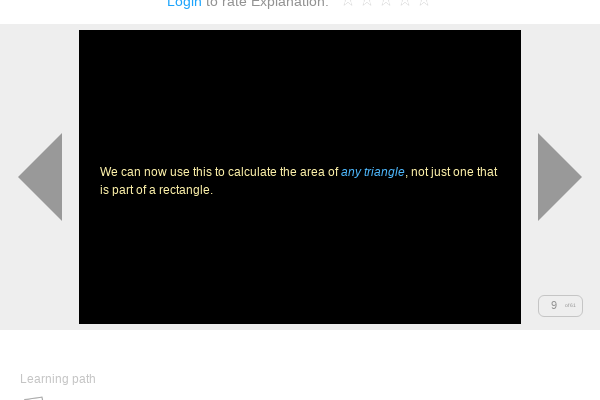 Login to rate Explanation:
We can now use this to calculate the area of any triangle, not just one that
is part of a rectangle.
9
Learning path